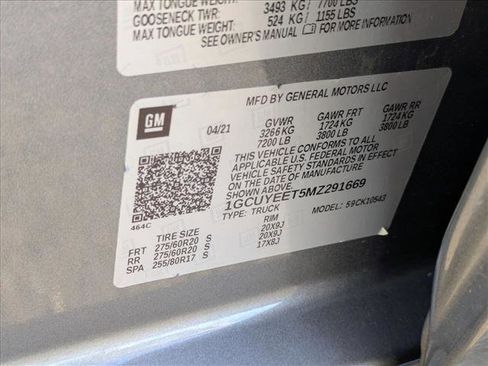 MAX TONGUE WEIGHT: 3493 KG / 7700 LBS
GOOSENECK TWR: 524 KG / 1155 LBS
MAX TONGUE WEIGHT:
SEE OWNER'S MANUAL FOR MORE INFORMATION
GM
MFD BY GENERAL MOTORS LLC
04/21 GVWR GAWR FRT GAWR RR
3266 KG 1724 KG 1724 KG
7200 LB 3800 LB 3800 LB
THIS VEHICLE CONFORMS TO ALL APPLICABLE
U.S. FEDERAL MOTOR
VEHICLE SAFETY STANDARDS IN EFFECT ON
THE DATE OF MANUFACTURE SHOWN ABOVE.
1GCUYEET5MZ291669
TYPE: TRUCK MODEL: 59CK10543
464C
TIRE SIZE RIM
FRT 275/60R20 S 20X9J
RR 275/60R20 S 20X9J
SPA 255/80R17 S 17X8J